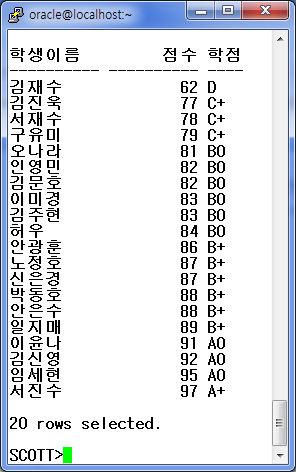 oracle@localhost:~
학생이름 점수 학점
---------- ---------- ----
김재수 62 D
김진욱 77 C+
서재수 78 C+
구유미 79 C+
오나라 81 B0
인영민 82 B0
김문호 82 B0
이미경 83 B0
김주현 83 B0
허우 84 B0
안광훈 86 B+
노정호 87 B+
신은경 87 B+
박동호 88 B+
안은수 88 B+
일지매 89 B+
이윤나 91 A0
김신영 92 A0
임세현 95 A0
서진수 97 A+
20 rows selected.
SCOTT>